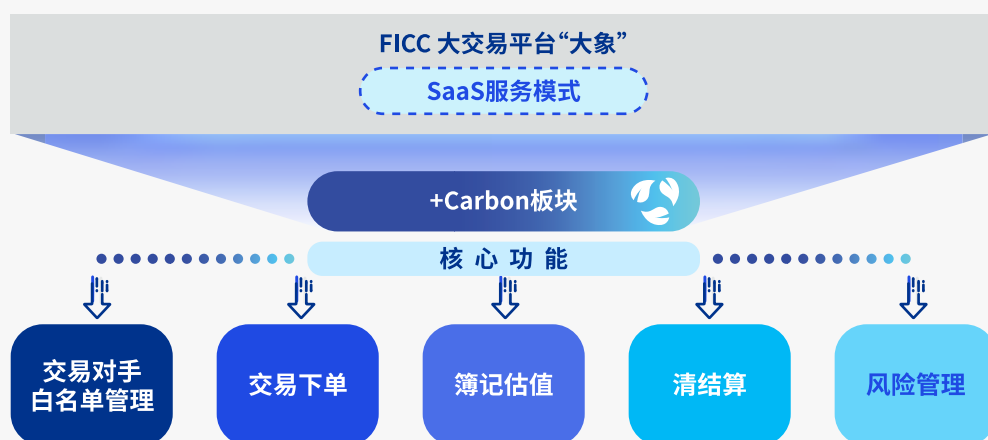 FICC 大交易平台“大象”
SaaS服务模式
+Carbon板块
核心功能
交易对手
白名单管理
交易下单
簿记估值
清结算
风险管理